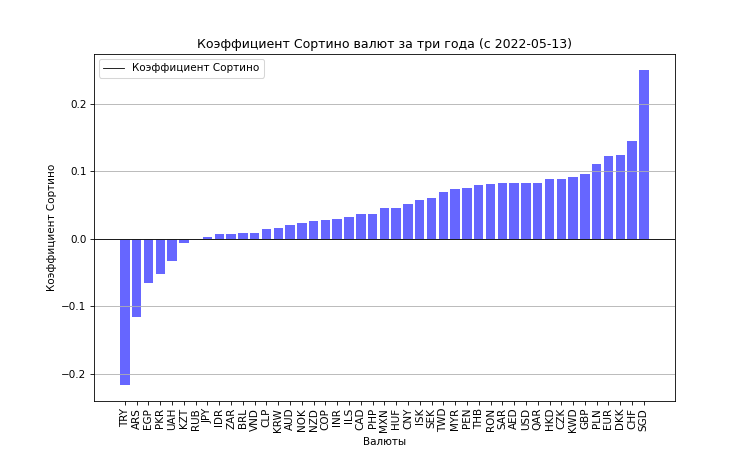 Коэффициент Сортино валют за три года (с 2022-05-13)
Коэффициент Сортино
Коэффициент Сортино
0.2
0.1
0.0
−0.1
−0.2
TRY
ARS
EGP
PKR
UAH
KZT
RUB
JPY
IDR
ZAR
BRL
VND
CLP
KRW
AUD
NOK
NZD
COP
INR
ILS
CAD
PHP
MXN
HUF
CNY
ISK
SEK
TWD
MYR
PEN
THB
RON
SAR
AED
USD
QAR
HKD
CZK
KWD
GBP
PLN
EUR
DKK
CHF
SGD
Валюты